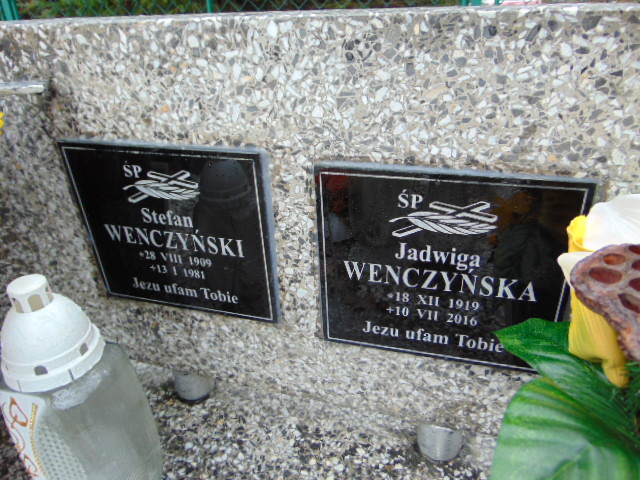 ŚP
Stefan
WENCZYŃSKI
*28 VIII 1909
+13 I 1981
Jezu ufam Tobie
ŚP
Jadwiga
WENCZYŃSKA
*18 XII 1919
+10 VII 2016
Jezu ufam Tobie